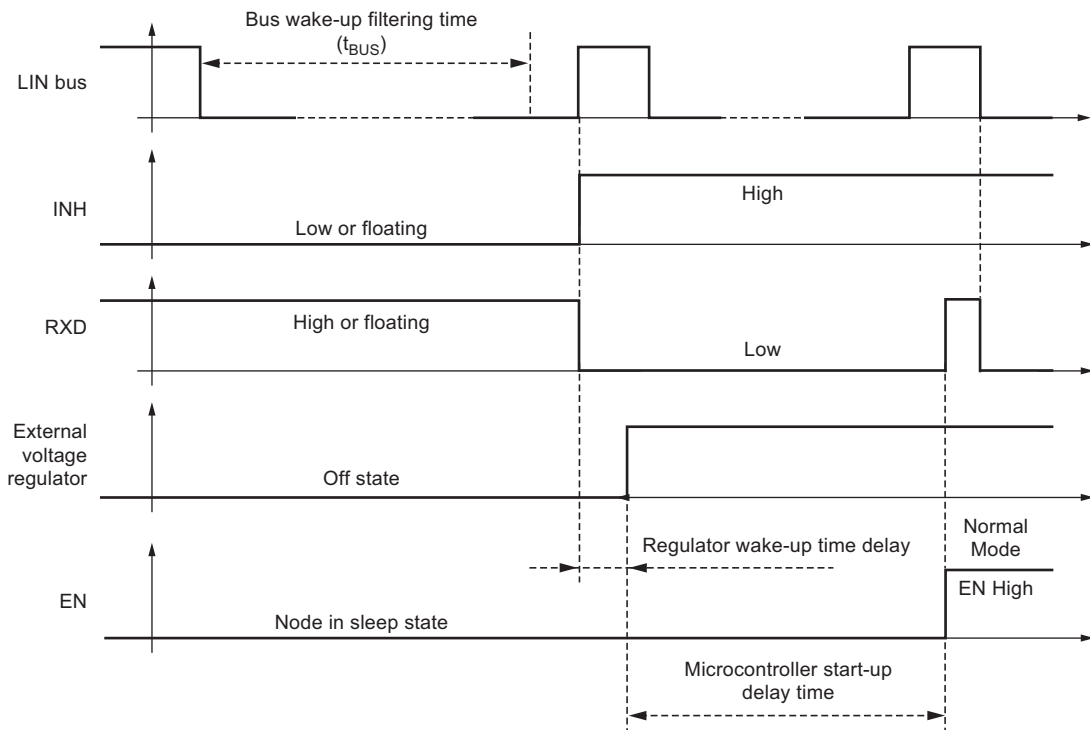 Bus wake-up filtering time
(tBUS)
LIN bus
INH
High
Low or floating
RXD
High or floating
Low
External
voltage
regulator
Off state
Regulator wake-up time delay
Normal
Mode
EN
EN High
Node in sleep state
Microcontroller start-up
delay time